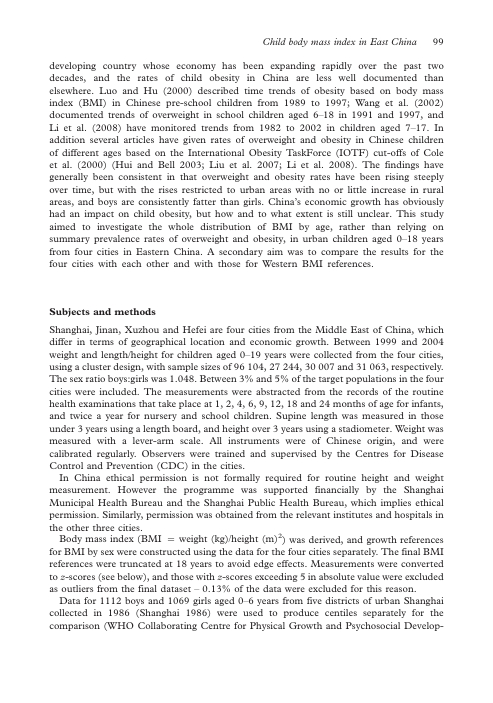 Child body mass index in East China 99
developing country whose economy has been expanding rapidly over the past two
decades, and the rates of child obesity in China are less well documented than
elsewhere. Luo and Hu (2000) described time trends of obesity based on body mass
index (BMI) in Chinese pre-school children from 1989 to 1997; Wang et al. (2002)
documented trends of overweight in school children aged 6–18 in 1991 and 1997, and
Li et al. (2008) have monitored trends from 1982 to 2002 in children aged 7–17. In
addition several articles have given rates of overweight and obesity in Chinese children
of different ages based on the International Obesity TaskForce (IOTF) cut-offs of Cole
et al. (2000) (Hui and Bell 2003; Liu et al. 2007; Li et al. 2008). The findings have
generally been consistent in that overweight and obesity rates have been rising steeply
over time, but with the rises restricted to urban areas with no or little increase in rural
areas, and boys are consistently fatter than girls. China's economic growth has obviously
had an impact on child obesity, but how and to what extent is still unclear. This study
aimed to investigate the whole distribution of BMI by age, rather than relying on
summary prevalence rates of overweight and obesity, in urban children aged 0–18 years
from four cities in Eastern China. A secondary aim was to compare the results for the
four cities with each other and with those for Western BMI references.
Subjects and methods
Shanghai, Jinan, Xuzhou and Hefei are four cities from the Middle East of China, which
differ in terms of geographical location and economic growth. Between 1999 and 2004
weight and length/height for children aged 0–19 years were collected from the four cities,
using a cluster design, with sample sizes of 96 104, 27 244, 30 007 and 31 063, respectively.
The sex ratio boys:girls was 1.048. Between 3% and 5% of the target populations in the four
cities were included. The measurements were abstracted from the records of the routine
health examinations that take place at 1, 2, 4, 6, 9, 12, 18 and 24 months of age for infants,
and twice a year for nursery and school children. Supine length was measured in those
under 3 years using a length board, and height over 3 years using a stadiometer. Weight was
measured with a lever-arm scale. All instruments were of Chinese origin, and were
calibrated regularly. Observers were trained and supervised by the Centres for Disease
Control and Prevention (CDC) in the cities.
In China ethical permission is not formally required for routine height and weight
measurement. However the programme was supported financially by the Shanghai
Municipal Health Bureau and the Shanghai Public Health Bureau, which implies ethical
permission. Similarly, permission was obtained from the relevant institutes and hospitals in
the other three cities.
Body mass index (BMI = weight (kg)/height (m)²) was derived, and growth references
for BMI by sex were constructed using the data for the four cities separately. The final BMI
references were truncated at 18 years to avoid edge effects. Measurements were converted
to z-scores (see below), and those with z-scores exceeding 5 in absolute value were excluded
as outliers from the final dataset – 0.13% of the data were excluded for this reason.
Data for 1112 boys and 1069 girls aged 0–6 years from five districts of urban Shanghai
collected in 1986 (Shanghai 1986) were used to produce centiles separately for the
comparison (WHO Collaborating Centre for Physical Growth and Psychosocial Develop-